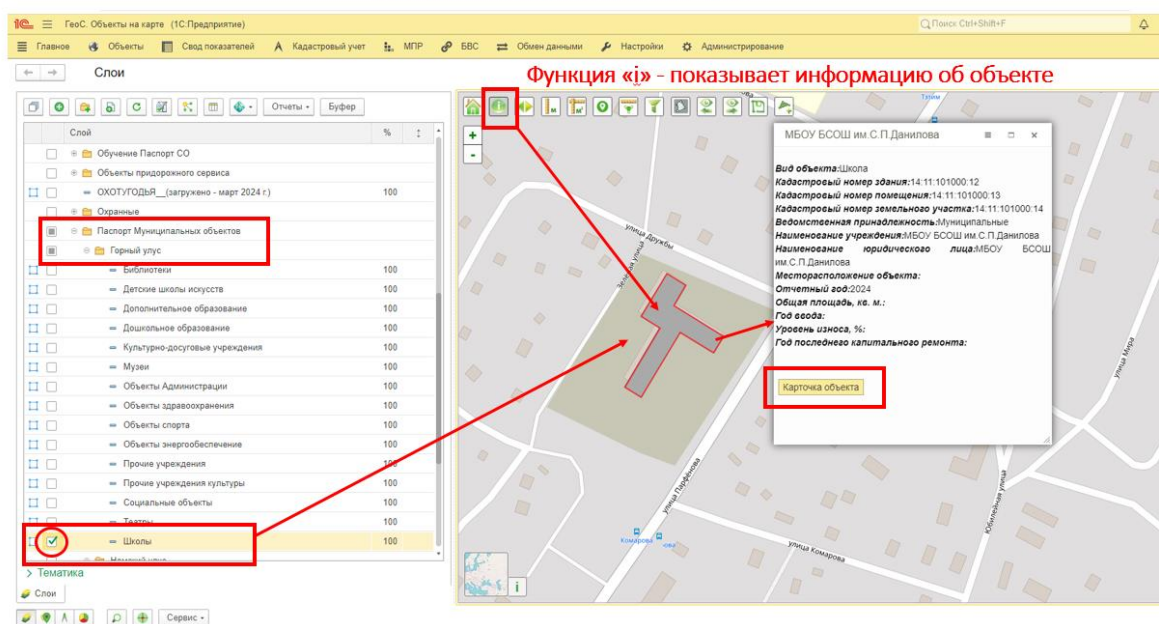 1С ГеоС. Объекты на карте (1С:Предприятие) Поиск Ctrl+Shift+F
Главное Объекты Свод показателей Кадастровый учет МПР БВС Обмен данными Настройки Администрирование
Слои
Функция «i» - показывает информацию об объекте
Отчеты Буфер
Слой %
Обучение Паспорт СО
Объекты придорожного сервиса
ОХОТУГОДЬЯ__(загружено - март 2024 г.) 100
Охранные
Паспорт Муниципальных объектов
Горный улус
Библиотеки 100
Детские школы искусств 100
Дополнительное образование 100
Дошкольное образование 100
Культурно-досуговые учреждения 100
Музеи 100
Объекты Администрации 100
Объекты здравоохранения 100
Объекты спорта 100
Объекты энергообеспечение 100
Прочие учреждения 100
Прочие учреждения культуры 100
Социальные объекты 100
Театры 100
Школы 100
Тематика
Слои
Сервис
+
-
улица Дружбы
Зеленая улица
улица Парфёнова
Комарова
улица Комарова
Юбилейная улица
улица Мира
i
МБОУ БСОШ им.С.П.Данилова
Вид объекта:Школа
Кадастровый номер здания:14:11:101000:12
Кадастровый номер помещения:14:11:101000:13
Кадастровый номер земельного участка:14:11:101000:14
Ведомственная принадлежность:Муниципальные
Наименование учреждения:МБОУ БСОШ им.С.П.Данилова
Наименование юридического лица:МБОУ БСОШ
им.С.П.Данилова
Месторасположение объекта:
Отчетный год:2024
Общая площадь, кв. м.:
Год ввода:
Уровень износа, %:
Год последнего капитального ремонта:
Карточка объекта